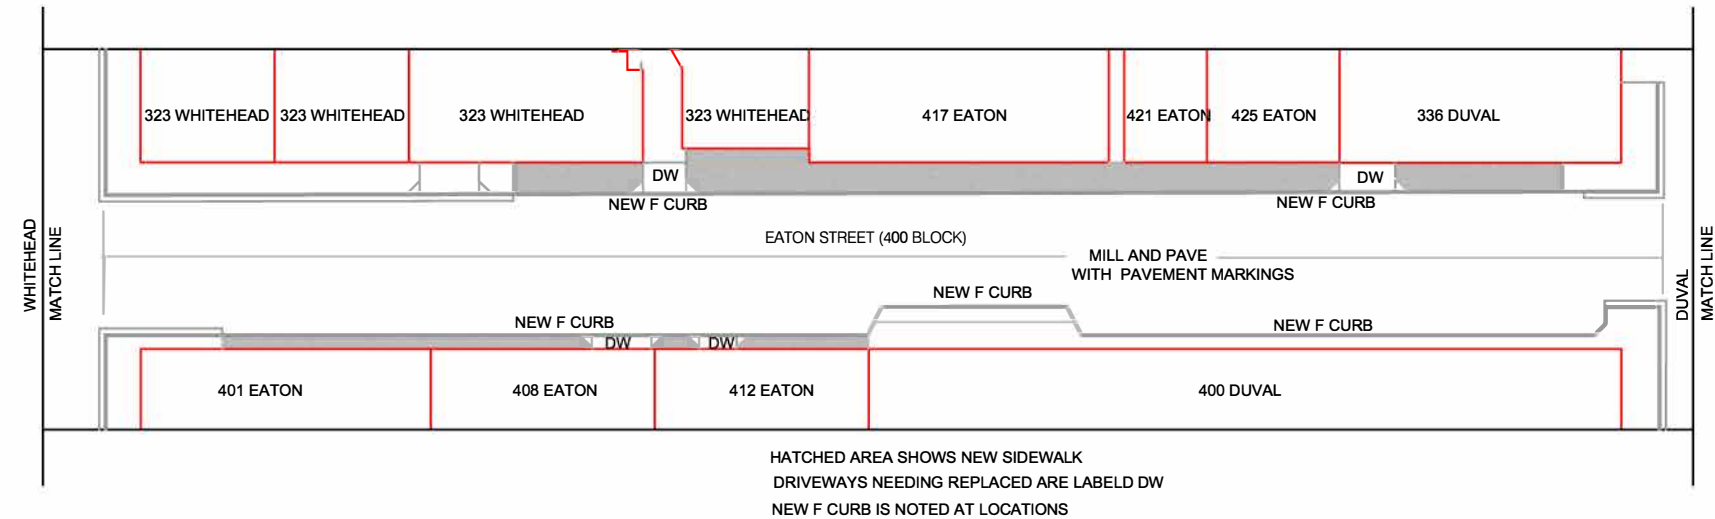 323 WHITEHEAD 323 WHITEHEAD 323 WHITEHEAD 323 WHITEHEAD 417 EATON 421 EATON 425 EATON 336 DUVAL
DW DW
NEW F CURB NEW F CURB
EATON STREET (400 BLOCK)
MILL AND PAVE
WITH PAVEMENT MARKINGS
WHITEHEAD
MATCH LINE
DUVAL
MATCH LINE
NEW F CURB
NEW F CURB NEW F CURB
DW DW
401 EATON 408 EATON 412 EATON 400 DUVAL
HATCHED AREA SHOWS NEW SIDEWALK
DRIVEWAYS NEEDING REPLACED ARE LABELD DW
NEW F CURB IS NOTED AT LOCATIONS